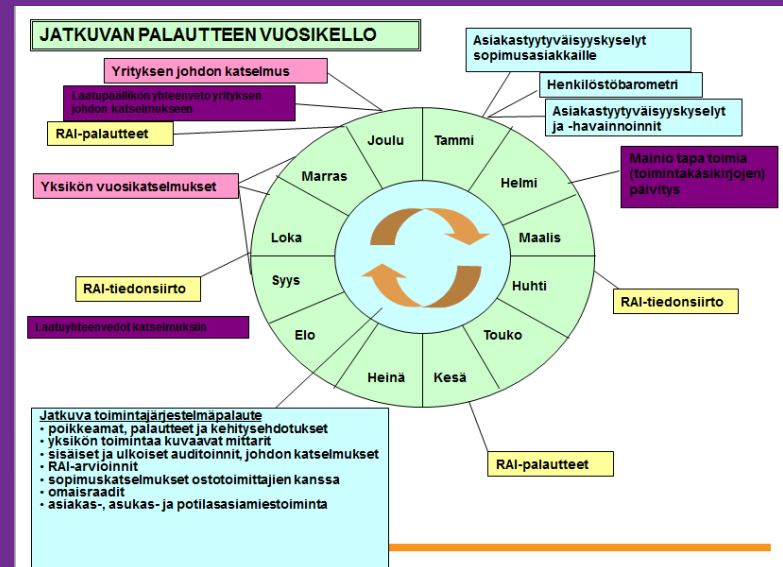 JATKUVAN PALAUTTEEN VUOSIKELLO
Asiakastyytyväisyyskyselyt
sopimusasiakkaille
Yrityksen johdon katselmus
Henkilöstöbarometri
Laatupäällikön yhteenveto yrityksen
johdon katselmukseen
Asiakastyytyväisyyskyselyt
ja -havainnoinnit
RAI-palautteet
Joulu
Tammi
Mainio tapa toimia
(toimintakäsikirjojen)
päivitys
Marras
Helmi
Yksikön vuosikatselmukset
Loka
Maalis
RAI-tiedonsiirto
Syys
Huhti
RAI-tiedonsiirto
Laatuyhteenvedot katselmuksiin
Elo
Touko
Heinä
Kesä
Jatkuva toimintajärjestelmäpalaute
• poikkeamat, palautteet ja kehitysehdotukset
• yksikön toimintaa kuvaavat mittarit
• sisäiset ja ulkoiset auditoinnit, johdon katselmukset
• RAI-arvioinnit
• sopimuskatselmukset ostotoimittajien kanssa
• omaisraadit
• asiakas-, asukas- ja potilasasiamiestoiminta
RAI-palautteet